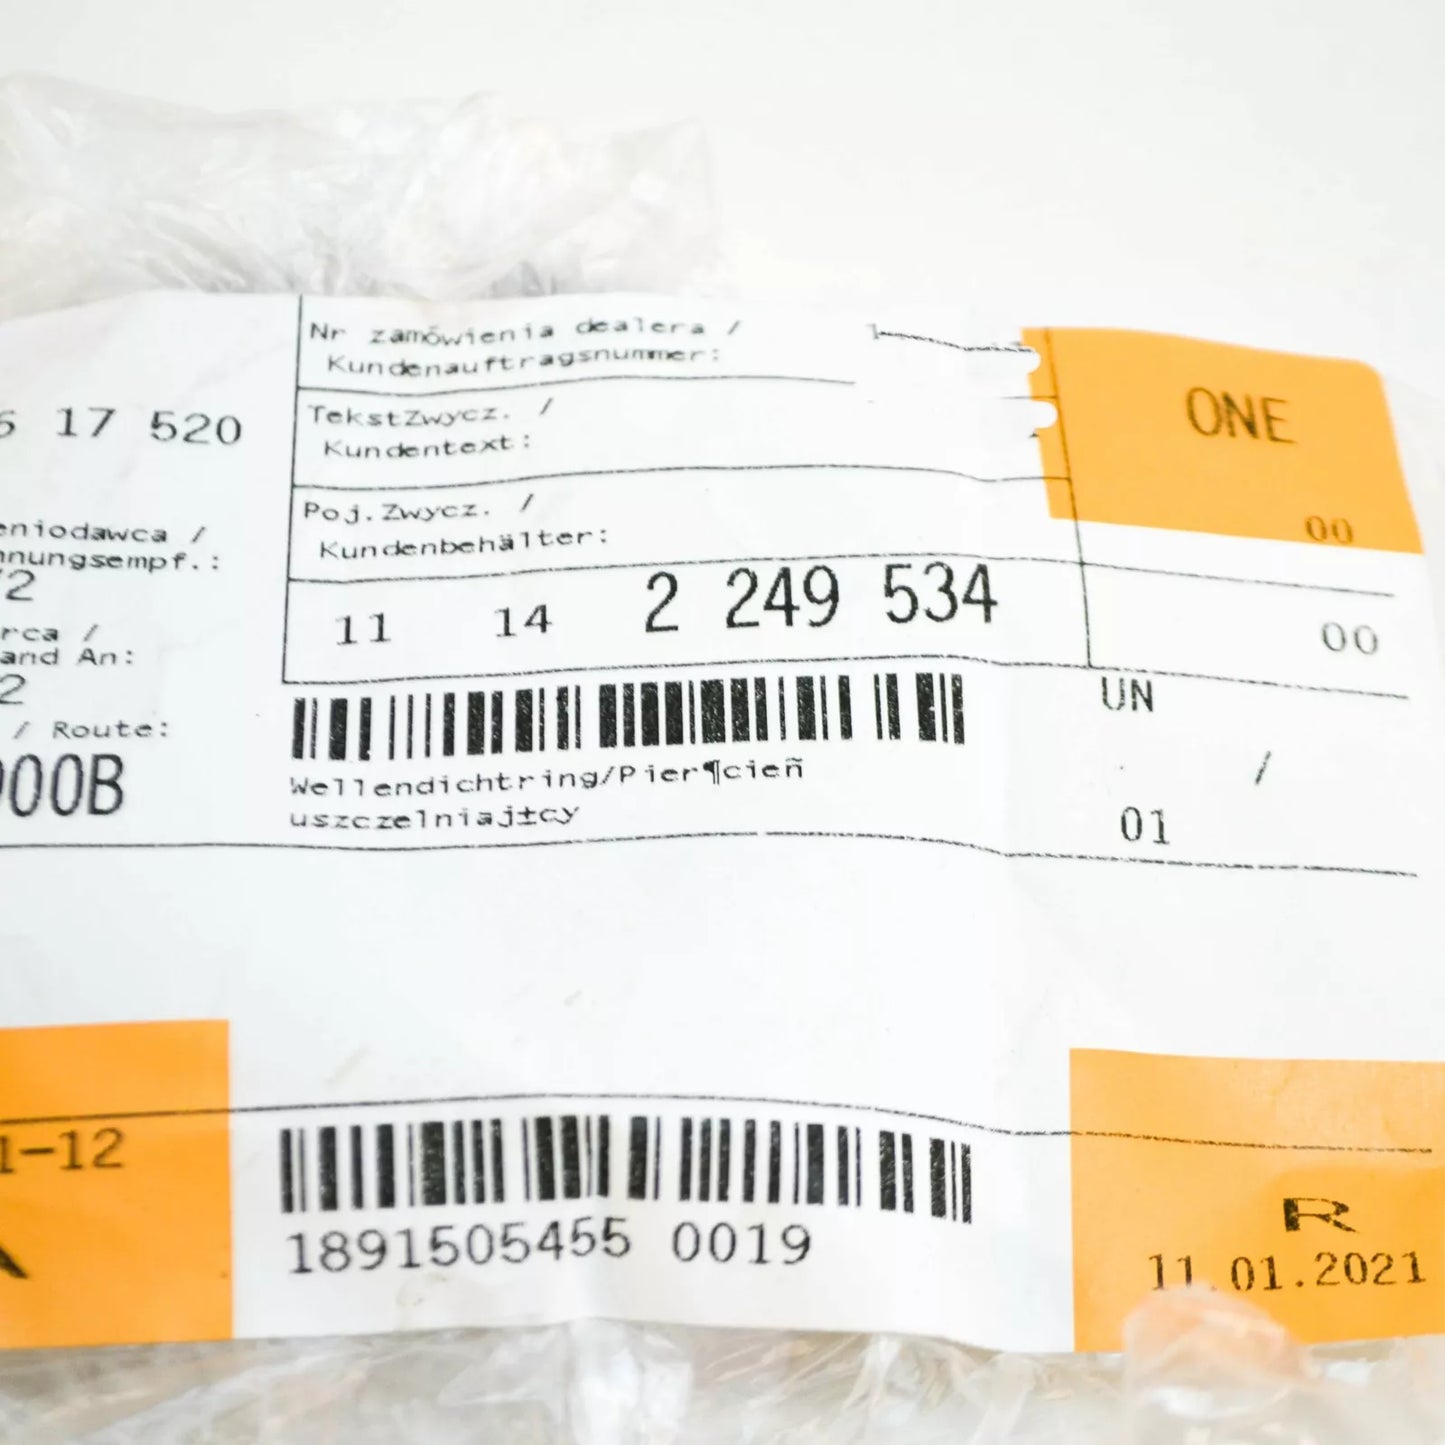 17 520
eniodawca /
nnungsempf.:
2
rca /
and An:
2
/ Route:
000B
Nr zamówienia dealera /
Kundenauftragsnummer:
TekstZwycz. /
Kundentext:
Poj.Zwycz. /
Kundenbehälter:
11 14 2 249 534
Wellendichtring/Pier¶cień
uszczelniaj±cy
ONE
00
00
UN
/
01
1-12
1891505455 0019
R
11.01.2021